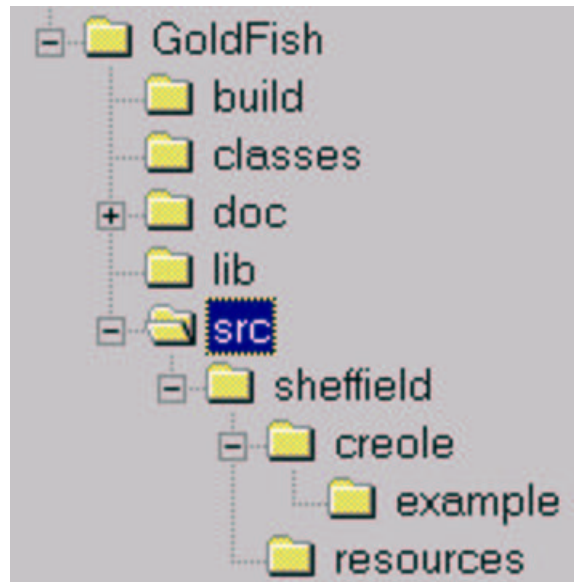 GoldFish
build
classes
doc
lib
src
sheffield
creole
example
resources